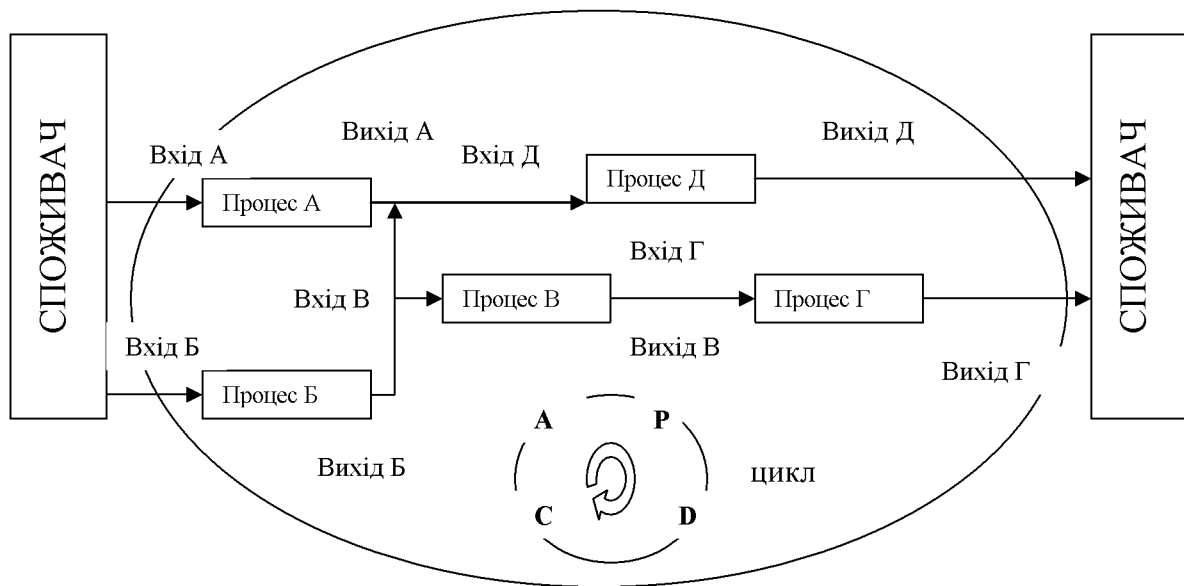 СПОЖИВАЧ
СПОЖИВАЧ
Вихід А
Вихід Д
Вхід А
Вхід Д
Процес Д
Процес А
Вхід Г
Вхід В
Процес В
Процес Г
Вхід Б
Вихід В
Вихід Г
Процес Б
A
P
Вихід Б
цикл
C
D